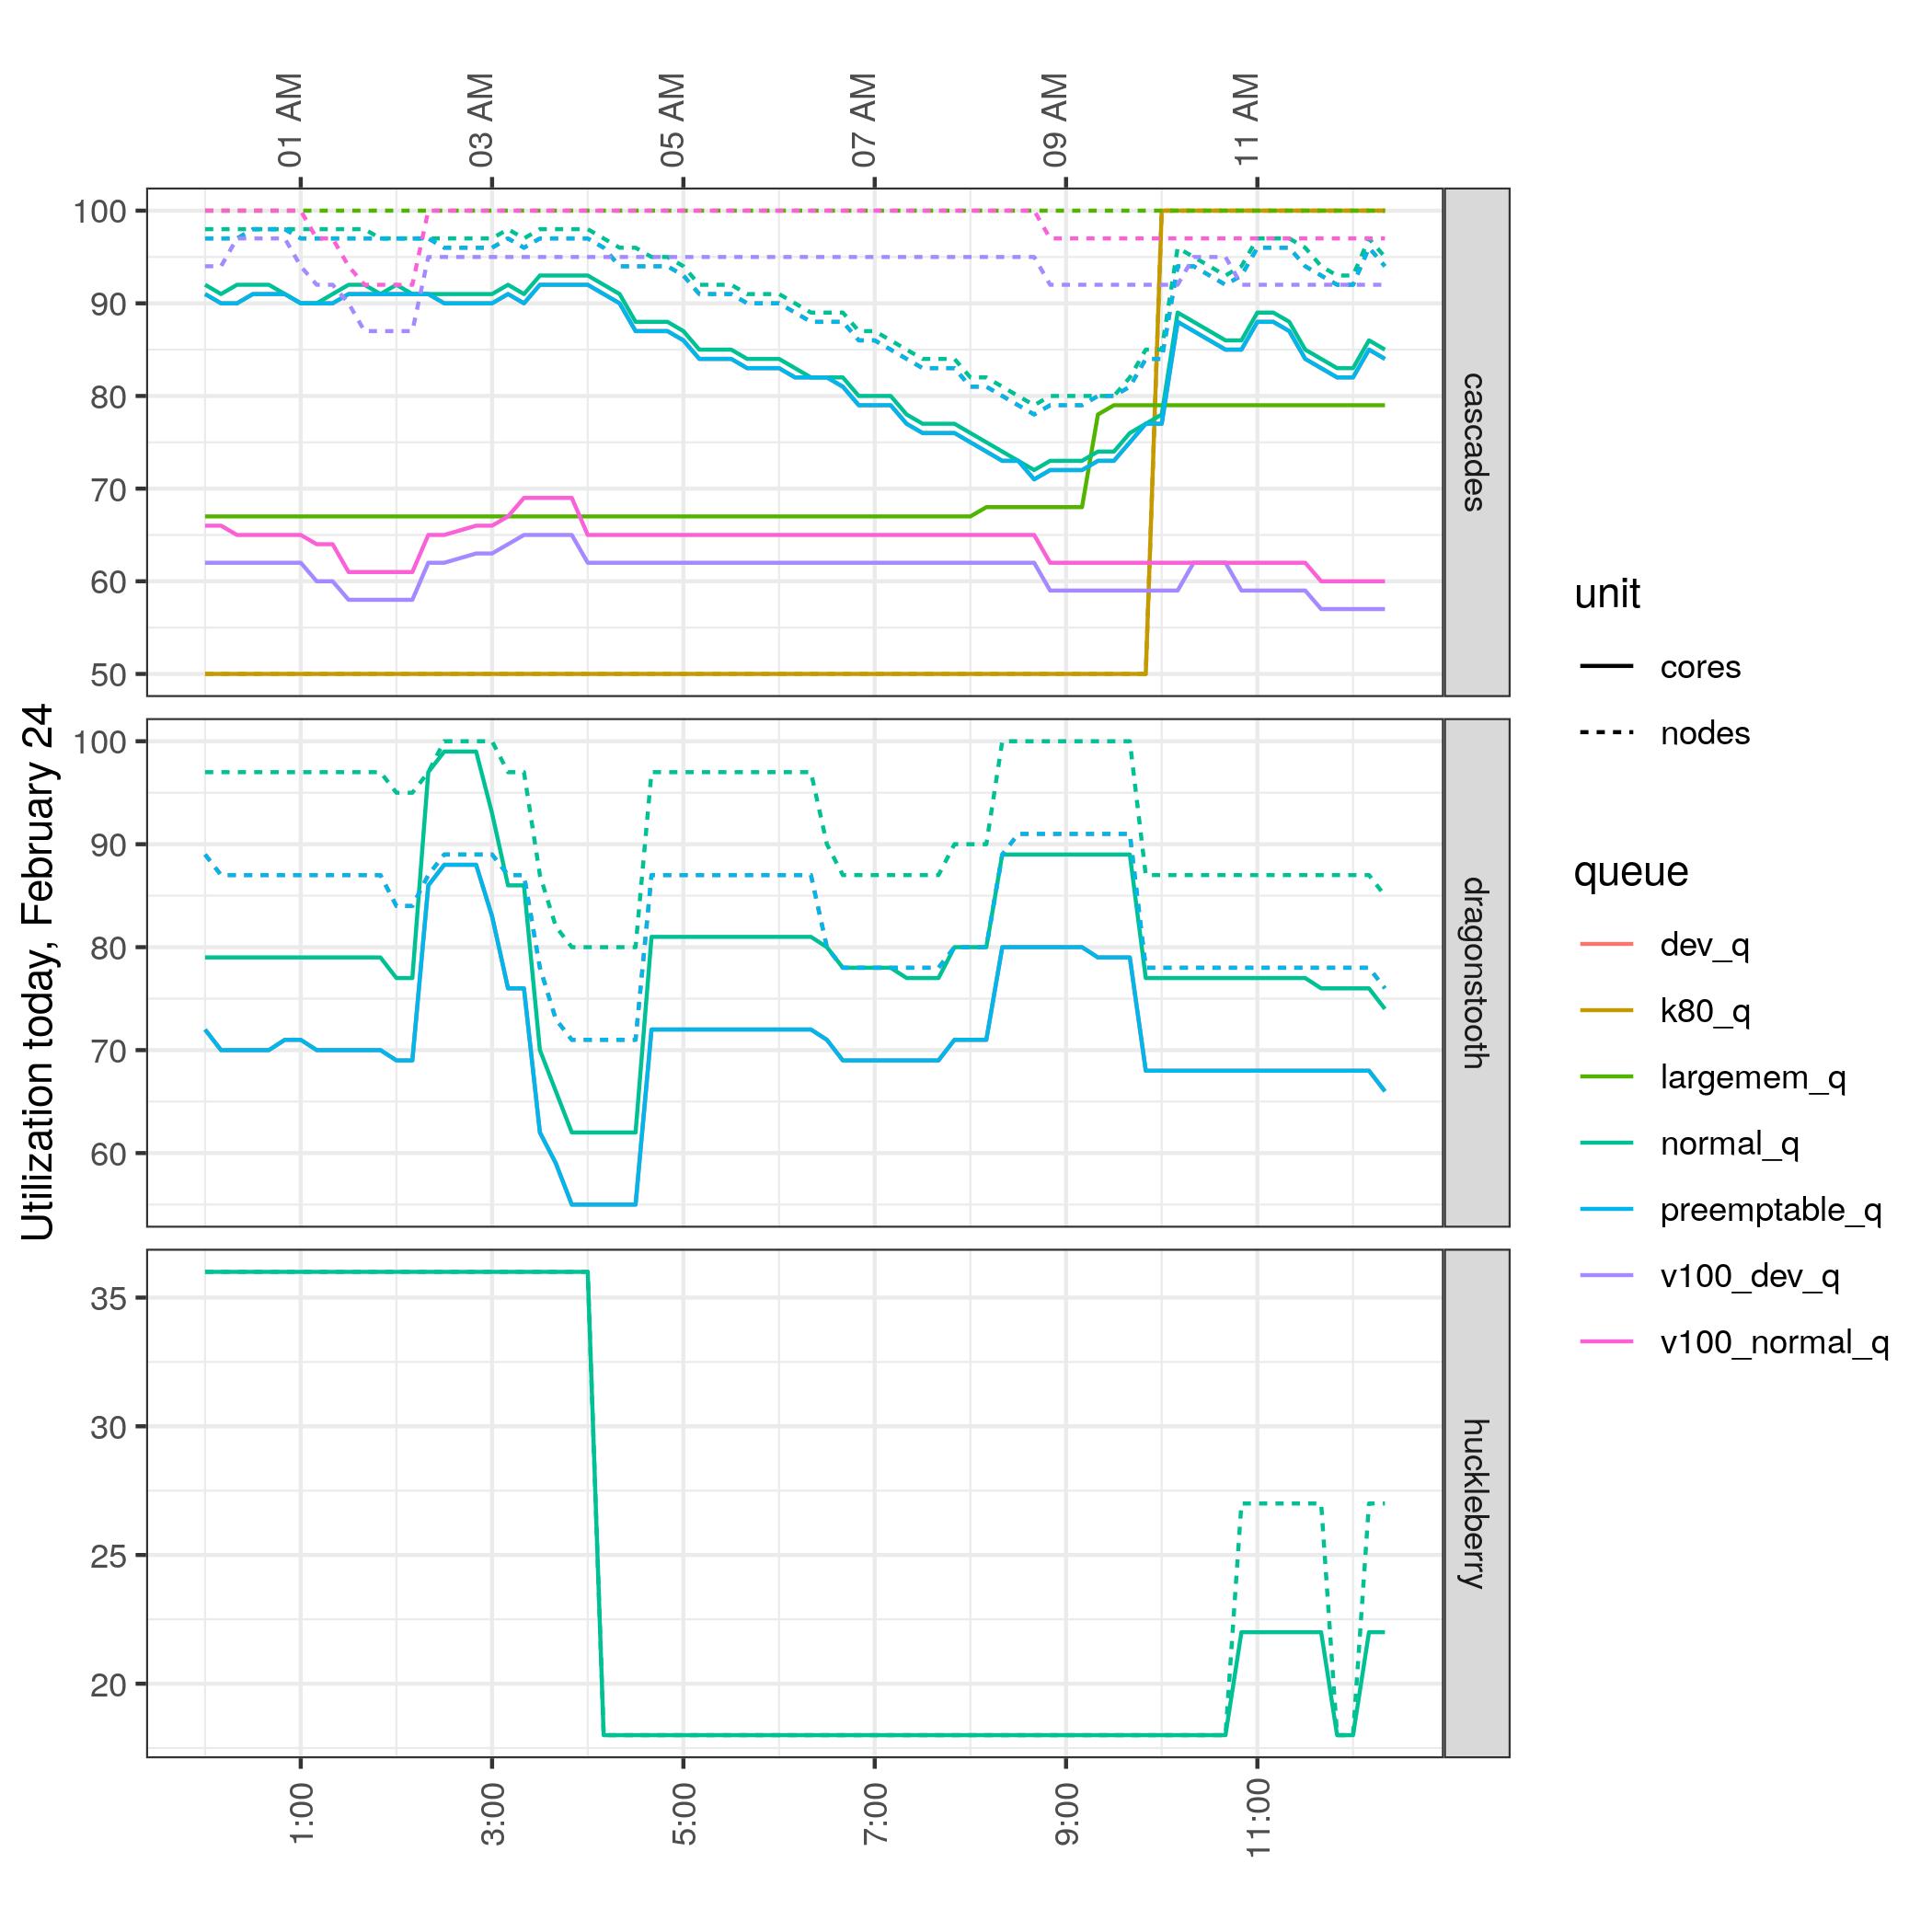 01 AM
03 AM
05 AM
07 AM
09 AM
11 AM
100
90
80
70
60
50
cascades
100
90
80
70
60
dragonstooth
35
30
25
20
huckleberry
1:00
3:00
5:00
7:00
9:00
11:00
Utilization today, February 24
unit
cores
nodes
queue
dev_q
k80_q
largemem_q
normal_q
preemptable_q
v100_dev_q
v100_normal_q